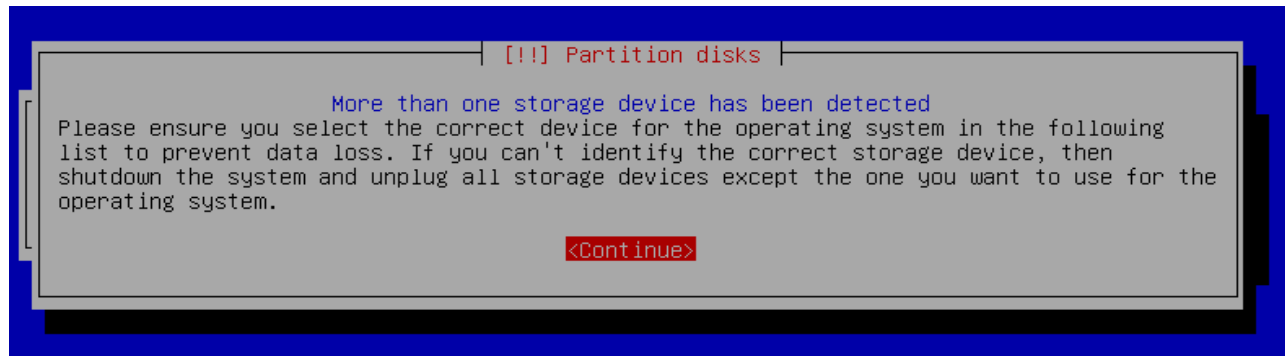 [!!] Partition disks
More than one storage device has been detected
Please ensure you select the correct device for the operating system in the following
list to prevent data loss. If you can't identify the correct storage device, then
shutdown the system and unplug all storage devices except the one you want to use for the
operating system.
<Continue>